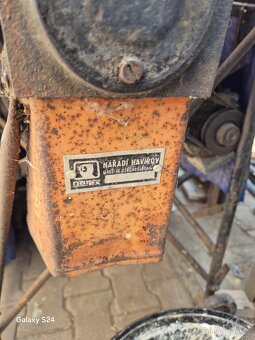 NÁŘADÍ HAVÍŘOV
MADE IN CZECHOSLOVAKIA
Galaxy S24